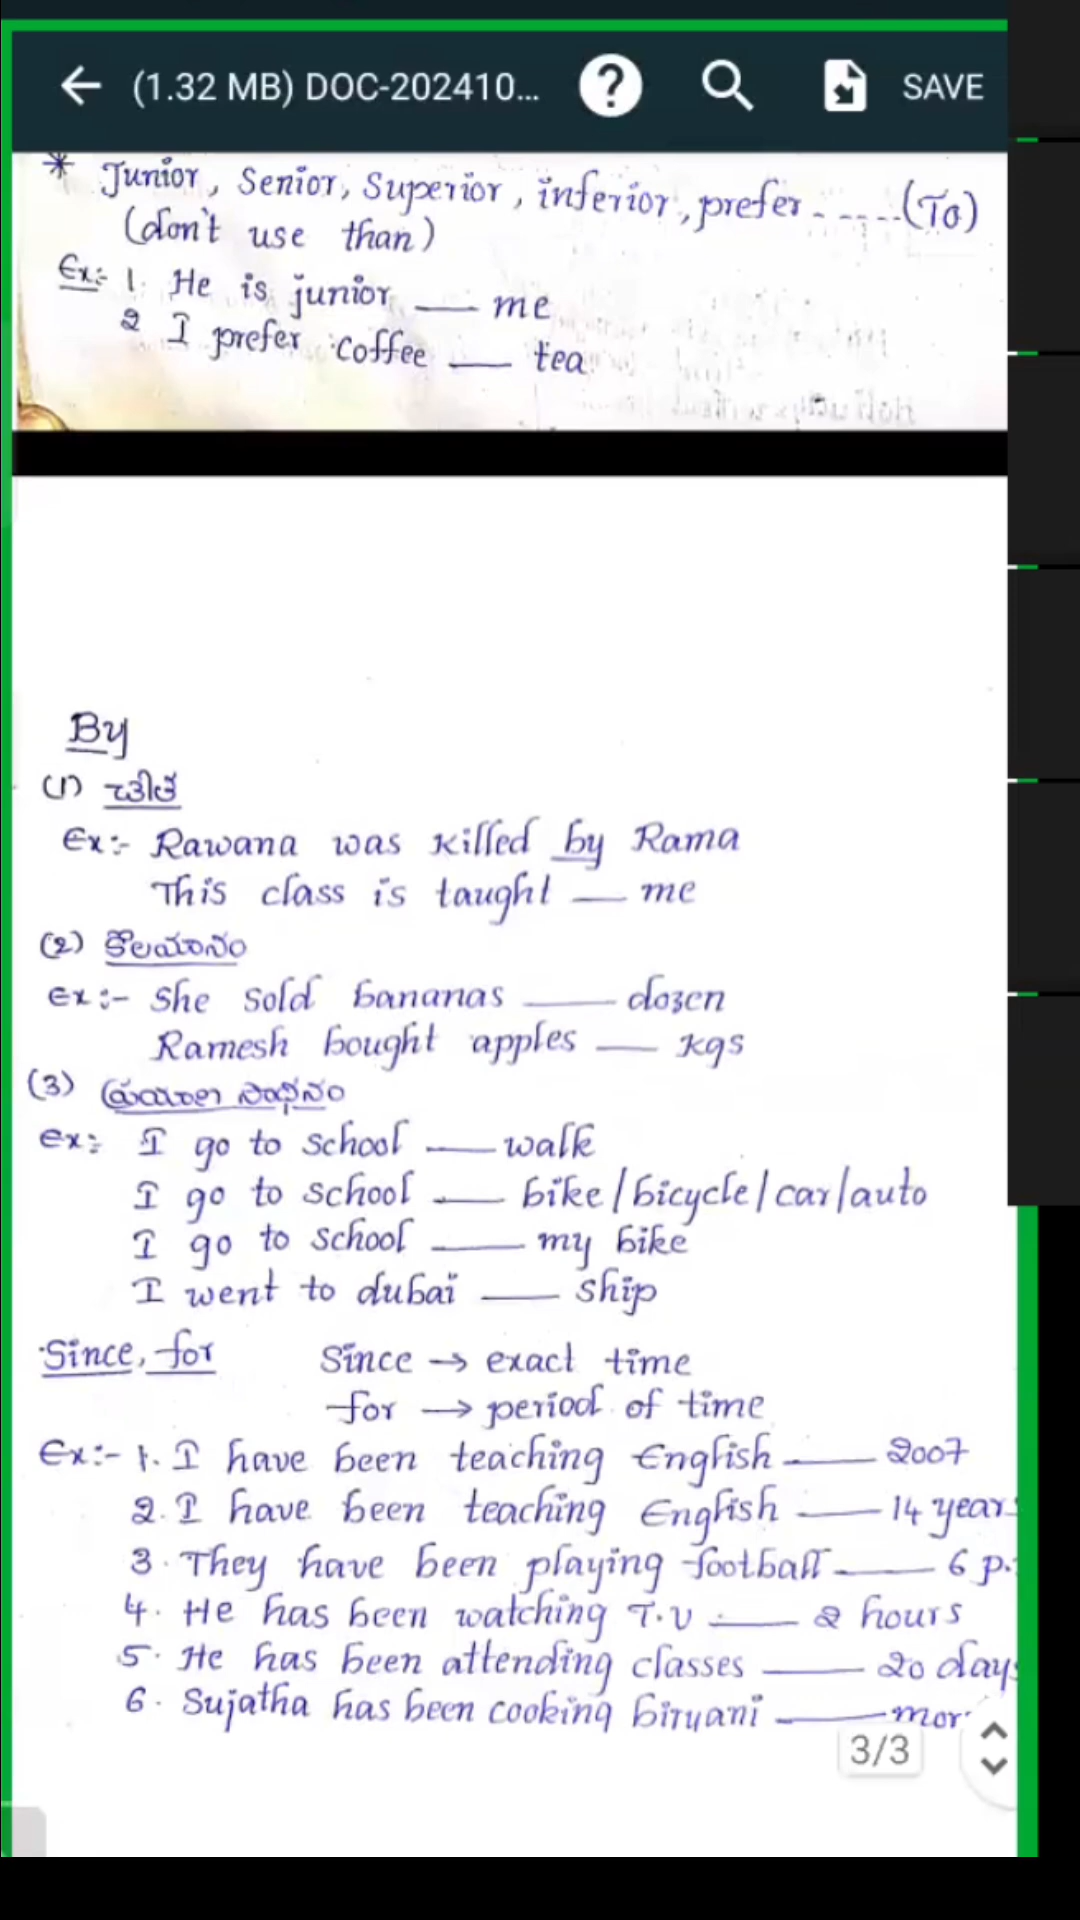 (1.32 MB) DOC-202410... ? SAVE
* Junior, Senior, Superior, inferior, prefer - - - - - (To)
(don't use than)
Ex:- 1. He is junior ___ me
2 I prefer coffee ___ tea
By
(1) చేత
Ex:- Rawana was killed by Rama
This class is taught ___ me
(2) కొలమానం
Ex:- She sold bananas ___ dozen
Ramesh bought apples ___ kgs
(3) ప్రయాణ సాధనం
ex:- I go to school ___ walk
I go to school ___ bike/bicycle/car/auto
I go to school ___ my bike
I went to dubai ___ ship
Since, for Since → exact time
for → period of time
Ex:- 1. I have been teaching English ___ 2007
2. I have been teaching English ___ 14 years
3. They have been playing football ___ 6 p.
4. He has been watching T.V ___ 2 hours
5. He has been attending classes ___ 20 days
6. Sujatha has been cooking biryani ___ mor
3/3